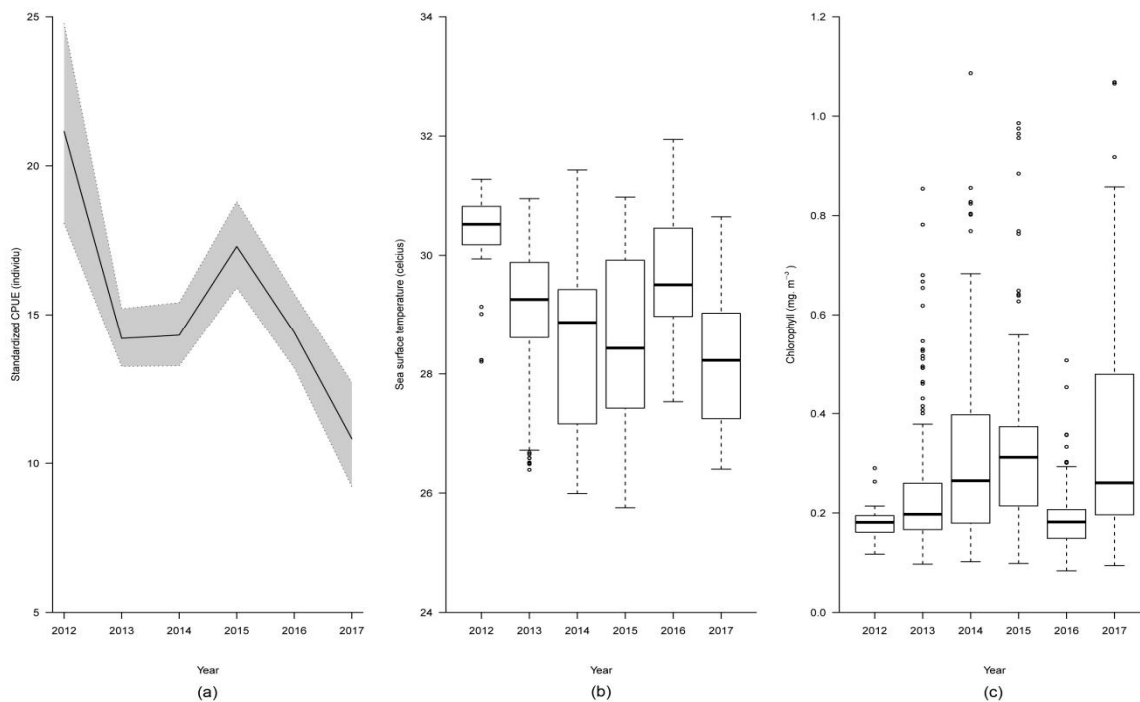 25
20
15
10
5
Standardized CPUE (individu)
2012 2013 2014 2015 2016 2017
Year
(a)
34
32
30
28
26
24
Sea surface temperature (celcius)
2012 2013 2014 2015 2016 2017
Year
(b)
1.2
1.0
0.8
0.6
0.4
0.2
0.0
Chlorophyll (mg. m⁻³ )
2012 2013 2014 2015 2016 2017
Year
(c)